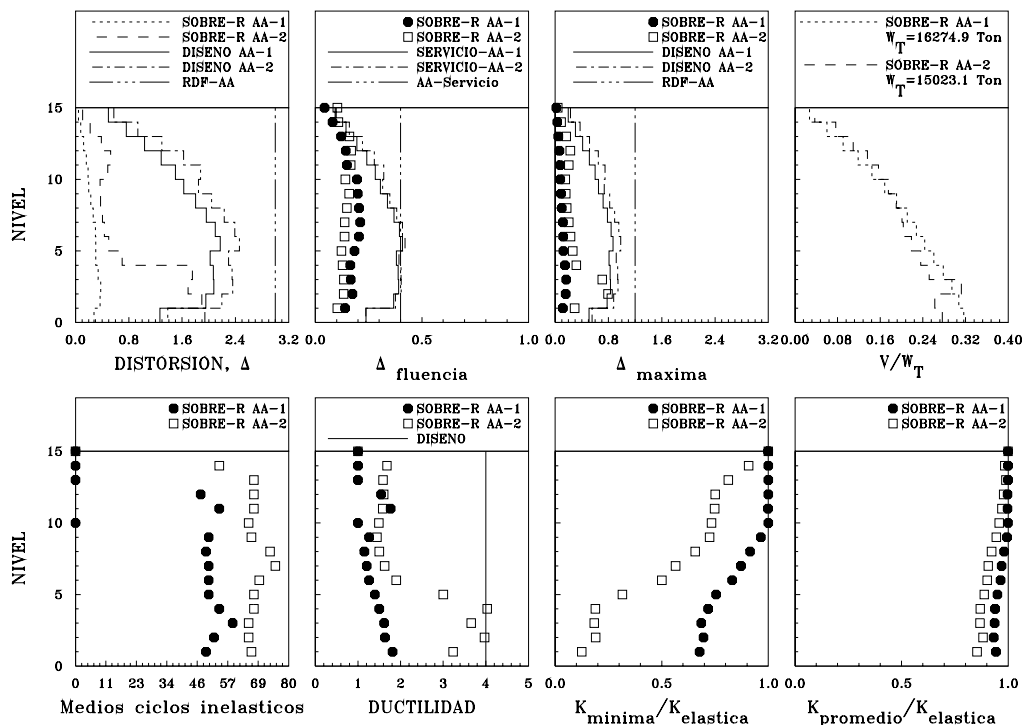 SOBRE-R AA-1
SOBRE-R AA-2
DISENO AA-1
DISENO AA-2
RDF-AA
SOBRE-R AA-1
SOBRE-R AA-2
SERVICIO-AA-1
SERVICIO-AA-2
AA-Servicio
SOBRE-R AA-1
SOBRE-R AA-2
DISENO AA-1
DISENO AA-2
RDF-AA
SOBRE-R AA-1
W_T=16274.9 Ton
SOBRE-R AA-2
W_T=15023.1 Ton
NIVEL
15
10
5
0
0.0 0.8 1.6 2.4 3.2
DISTORSION, Δ
0.0 0.4 1.0
Δ fluencia
0.0 0.8 1.6 2.4 3.2
Δ maxima
0.00 0.08 0.16 0.24 0.32 0.40
V/W_T
SOBRE-R AA-1
SOBRE-R AA-2
SOBRE-R AA-1
SOBRE-R AA-2
DISENO
SOBRE-R AA-1
SOBRE-R AA-2
SOBRE-R AA-1
SOBRE-R AA-2
NIVEL
15
10
5
0
0 11 23 34 46 57 69 80
Medios ciclos inelasticos
0 1 2 3 4 5
DUCTILIDAD
0.0 0.5 1.0
K_minima/K_elastica
0.0 0.5 1.0
K_promedio/K_elastica